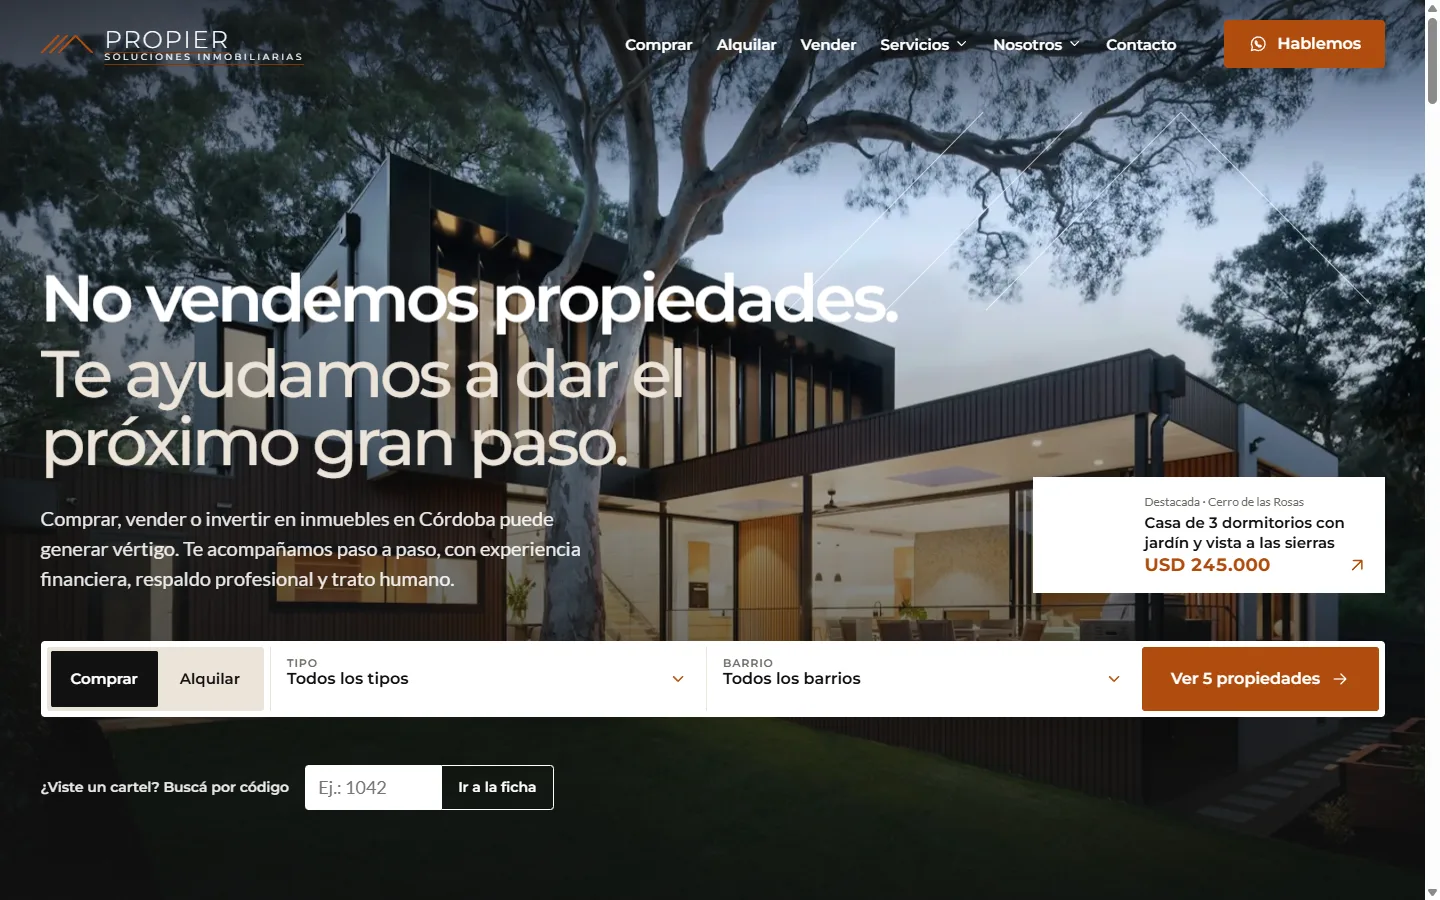 PROPIER
SOLUCIONES INMOBILIARIAS
Comprar
Alquilar
Vender
Servicios
Nosotros
Contacto
Hablemos
No vendemos propiedades.
Te ayudamos a dar el
próximo gran paso.
Comprar, vender o invertir en inmuebles en Córdoba puede
generar vértigo. Te acompañamos paso a paso, con experiencia
financiera, respaldo profesional y trato humano.
Destacada · Cerro de las Rosas
Casa de 3 dormitorios con
jardín y vista a las sierras
USD 245.000
Comprar
Alquilar
TIPO
Todos los tipos
BARRIO
Todos los barrios
Ver 5 propiedades
¿Viste un cartel? Buscá por código
Ej.: 1042
Ir a la ficha